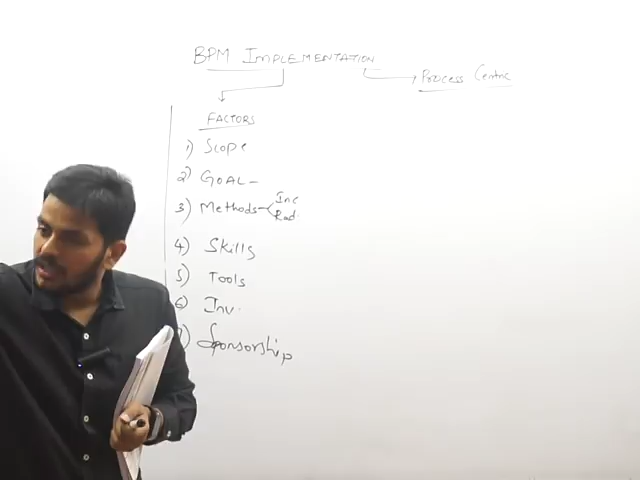 BPM IMPLEMENTATION
Process Centric
FACTORS
1) Scope
2) GOAL -
3) Methods - Inc
Rad.
4) Skills
5) Tools
6) Inv.
7) Sponsorship